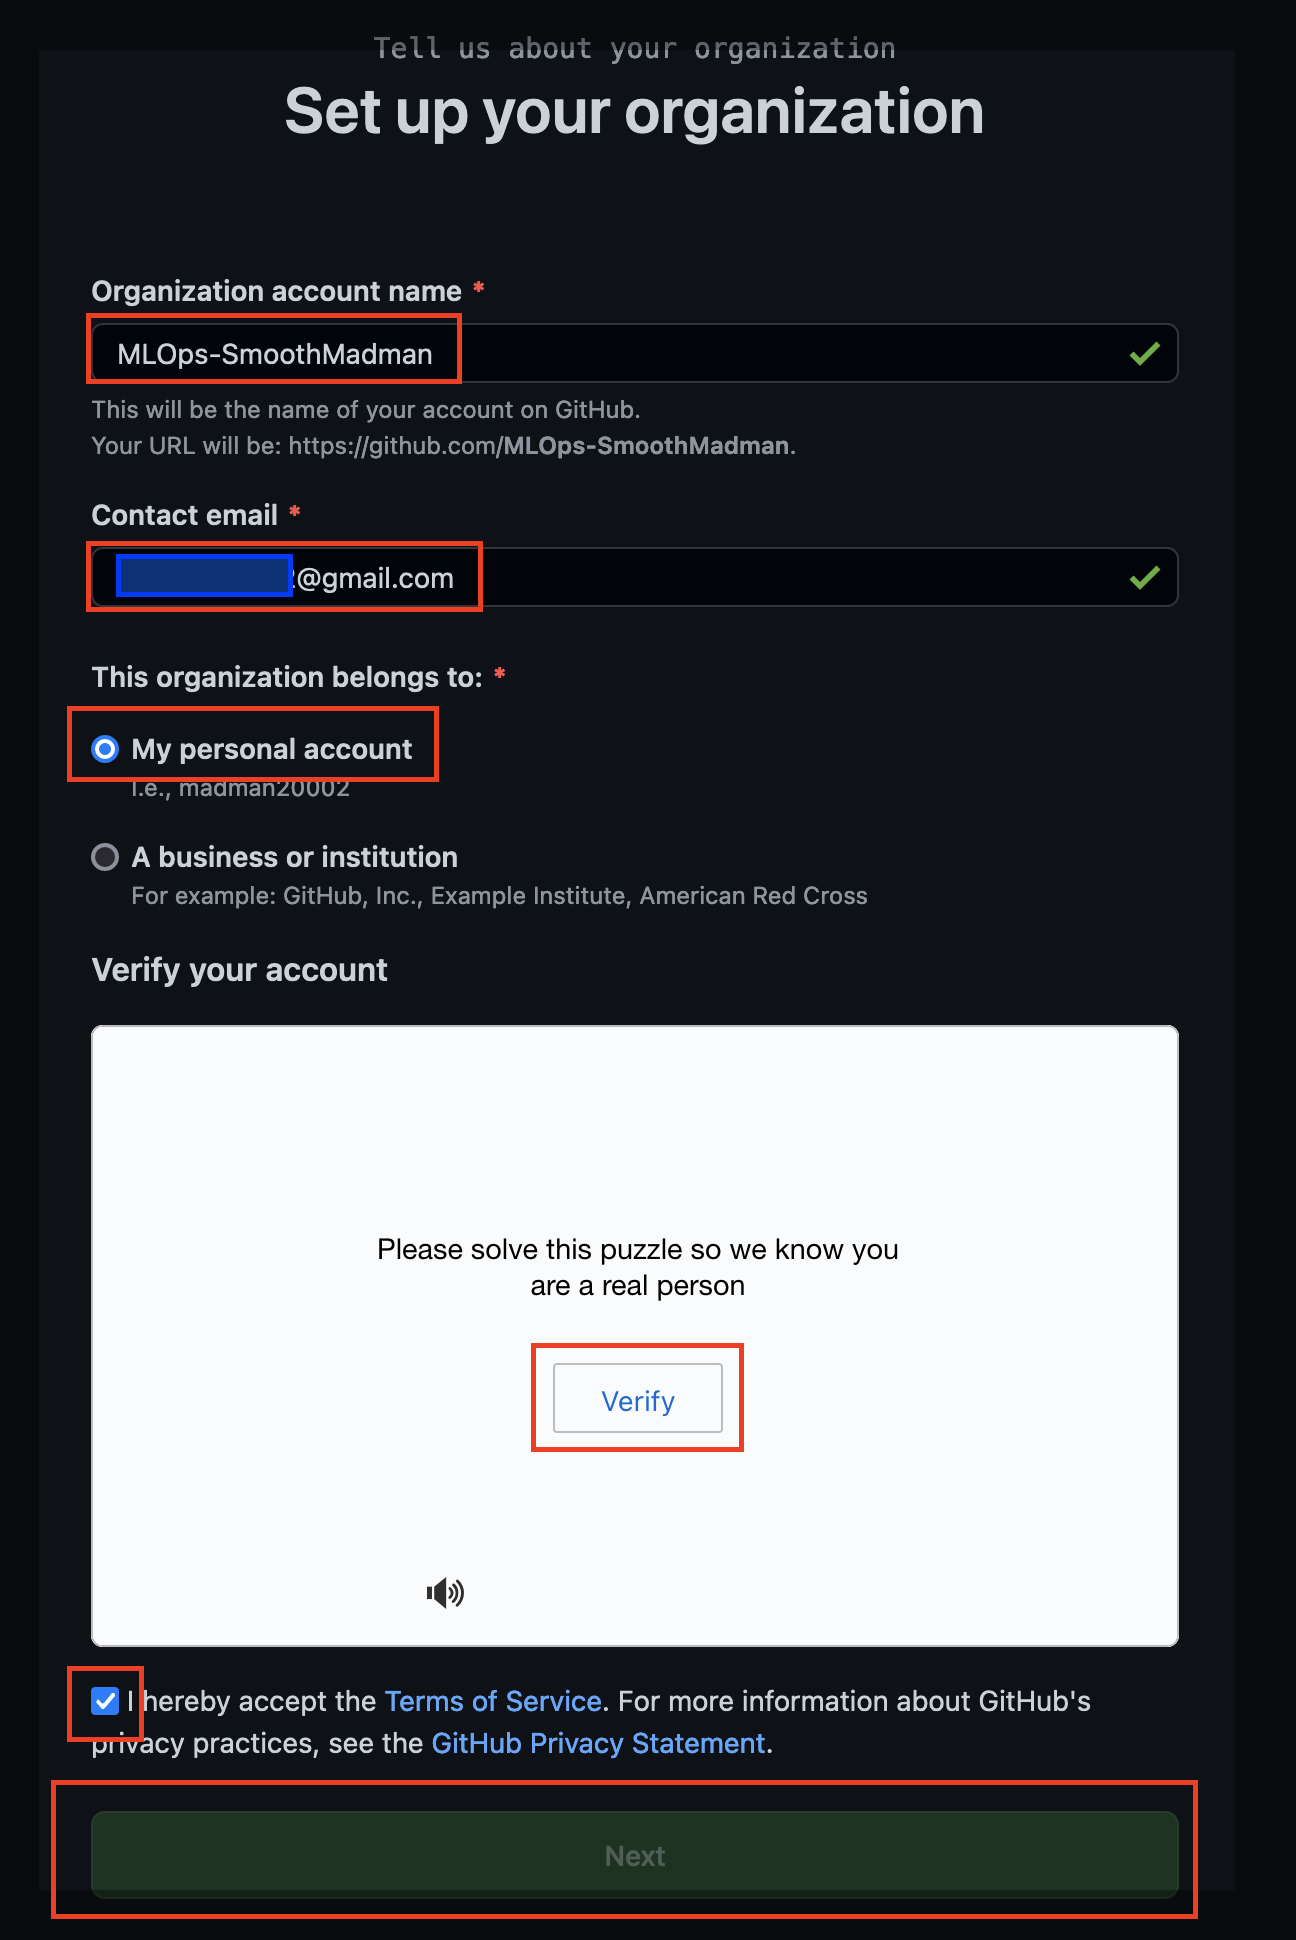 Tell us about your organization
Set up your organization
Organization account name *
MLOps-SmoothMadman
This will be the name of your account on GitHub.
Your URL will be: https://github.com/MLOps-SmoothMadman.
Contact email *
@gmail.com
This organization belongs to: *
My personal account
I.e., madman20002
A business or institution
For example: GitHub, Inc., Example Institute, American Red Cross
Verify your account
Please solve this puzzle so we know you
are a real person
Verify
I hereby accept the Terms of Service. For more information about GitHub's
privacy practices, see the GitHub Privacy Statement.
Next